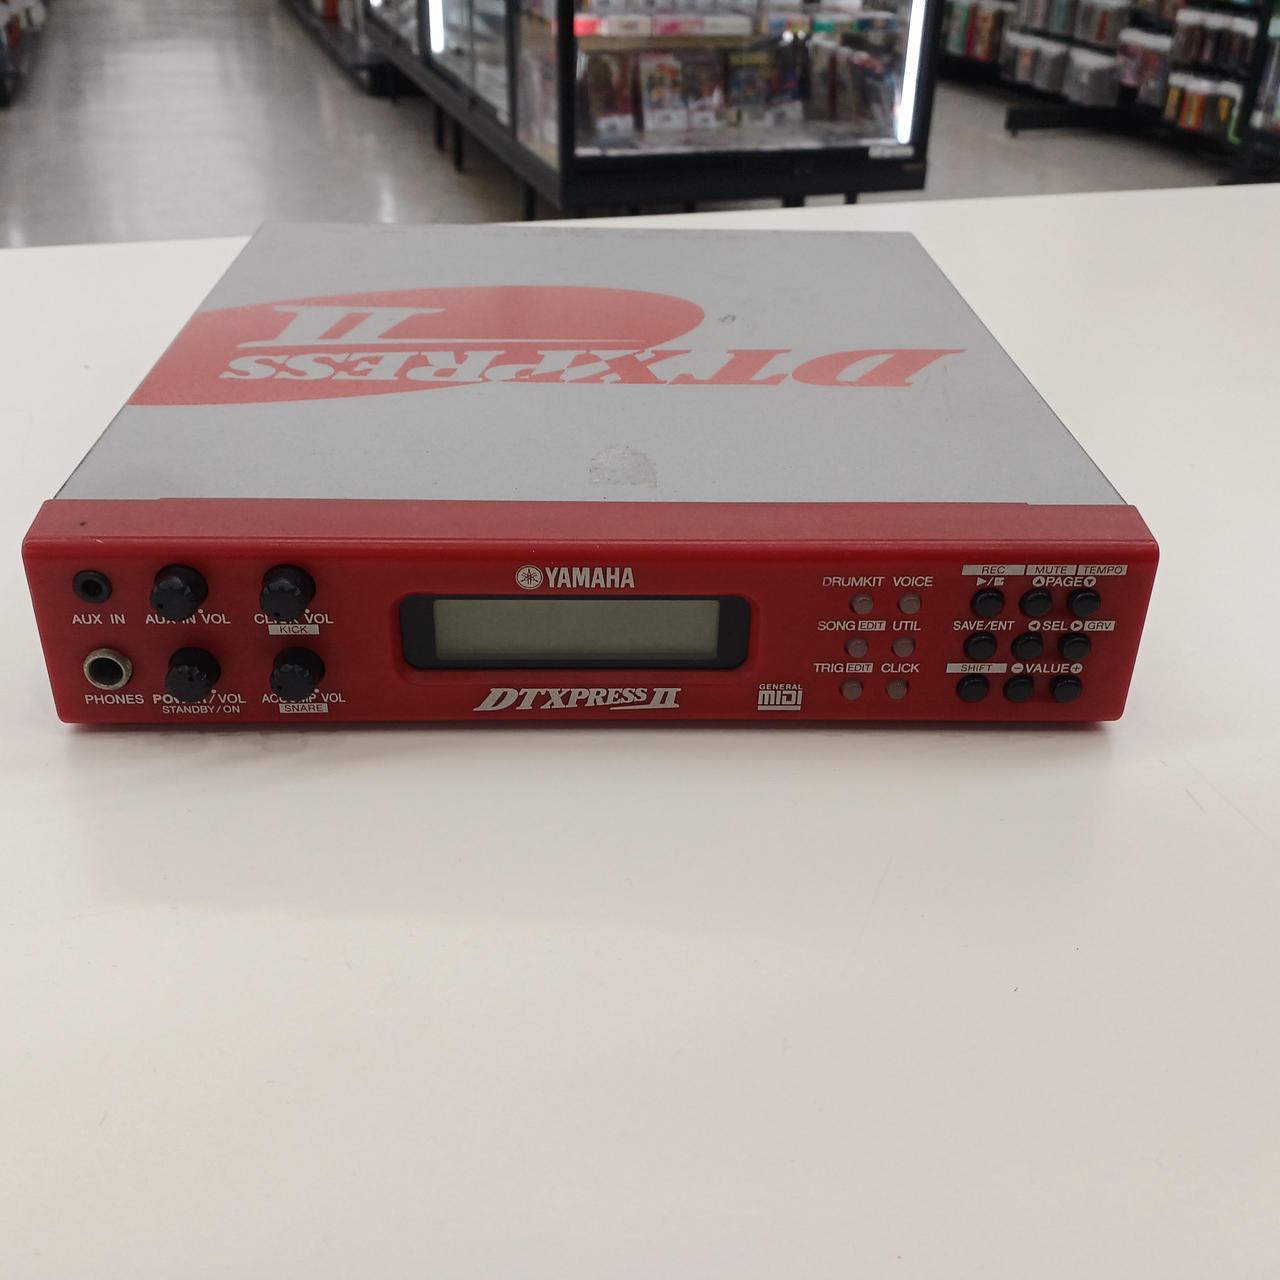 DTXPRESS
II
YAMAHA
AUX IN
AUX IN VOL
CLICK VOL
KICK
PHONES
POWER/VOL
STANDBY/ON
ACCOMP VOL
SNARE
DTXPRESS II
GENERAL
MIDI
DRUMKIT VOICE
SONG EDIT UTIL
TRIG EDIT CLICK
REC MUTE TEMPO
PAGE
SAVE/ENT SEL GRV
SHIFT VALUE